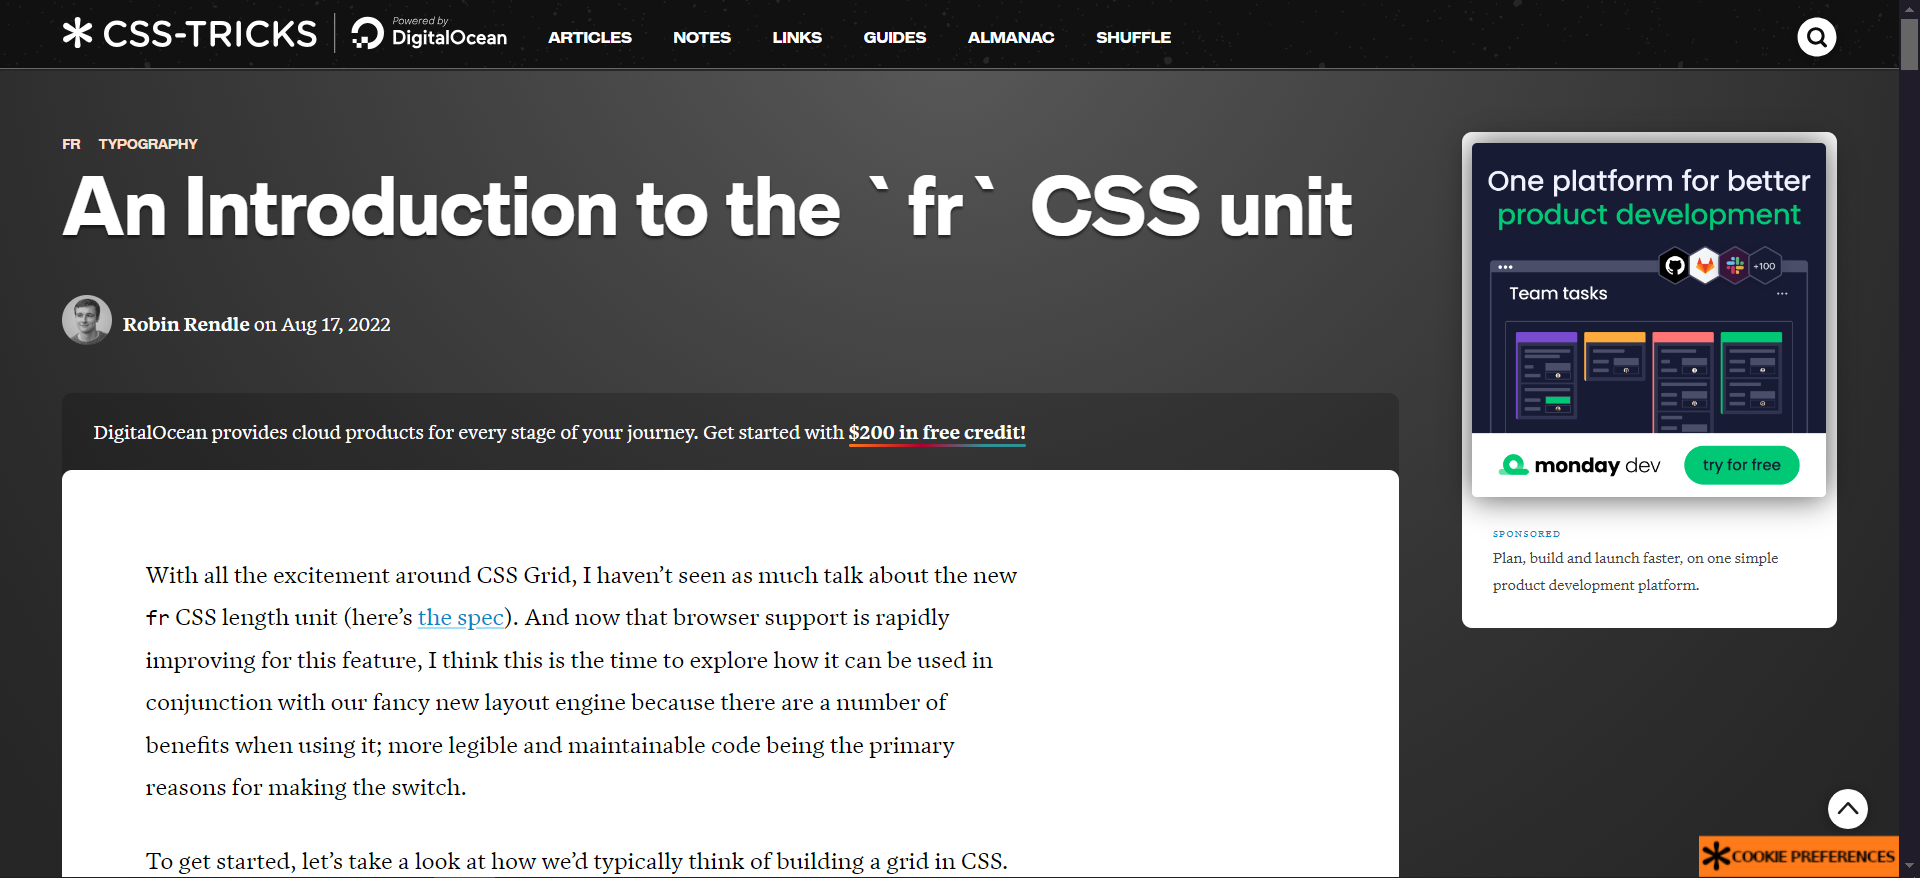 CSS-TRICKS
Powered by
DigitalOcean
ARTICLES NOTES LINKS GUIDES ALMANAC SHUFFLE
FR TYPOGRAPHY
An Introduction to the `fr` CSS unit
Robin Rendle on Aug 17, 2022
DigitalOcean provides cloud products for every stage of your journey. Get started with $200 in free credit!
With all the excitement around CSS Grid, I haven’t seen as much talk about the new
fr CSS length unit (here’s the spec). And now that browser support is rapidly
improving for this feature, I think this is the time to explore how it can be used in
conjunction with our fancy new layout engine because there are a number of
benefits when using it; more legible and maintainable code being the primary
reasons for making the switch.
To get started, let’s take a look at how we’d typically think of building a grid in CSS.
One platform for better
product development
+100
Team tasks
monday dev
try for free
SPONSORED
Plan, build and launch faster, on one simple
product development platform.
COOKIE PREFERENCES